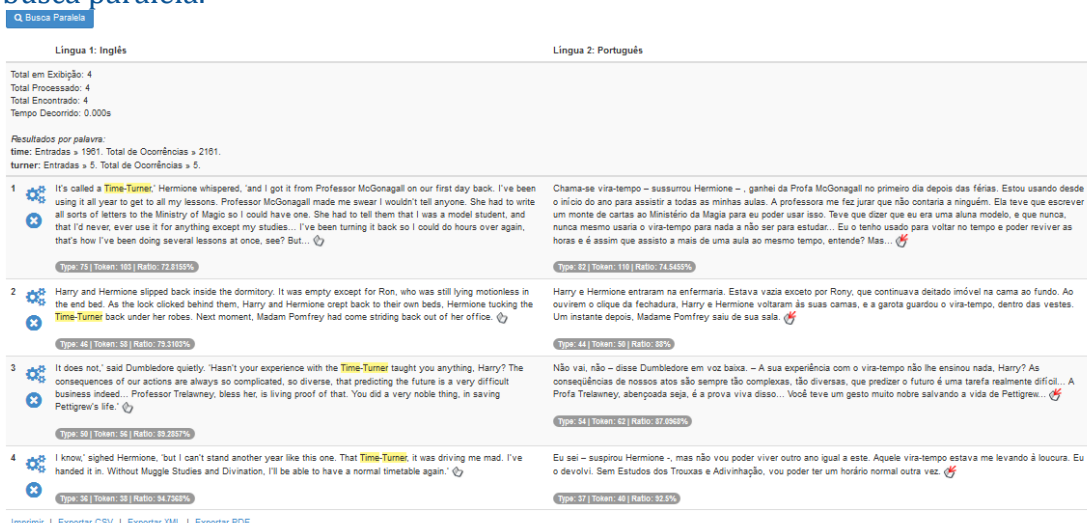 busca paralela.
Busca Paralela
Língua 1: Inglês
Língua 2: Português
Total em Exibição: 4
Total Processado: 4
Total Encontrado: 4
Tempo Decorrido: 0.000s
Resultados por palavra:
time: Entradas » 1961. Total de Ocorrências » 2161.
turner: Entradas » 5. Total de Ocorrências » 5.
1
It's called a Time-Turner,' Hermione whispered, 'and I got it from Professor McGonagall on our first day back. I've been
using it all year to get to all my lessons. Professor McGonagall made me swear I wouldn't tell anyone. She had to write
all sorts of letters to the Ministry of Magic so I could have one. She had to tell them that I was a model student, and
that I'd never, ever use it for anything except my studies... I've been turning it back so I could do hours over again,
that's how I've been doing several lessons at once, see? But...
Type: 75 | Token: 103 | Ratio: 72.8155%
Chama-se vira-tempo – sussurrou Hermione – , ganhei da Profa McGonagall no primeiro dia depois das férias. Estou usando desde
o início do ano para assistir a todas as minhas aulas. A professora me fez jurar que não contaria a ninguém. Ela teve que escrever
um monte de cartas ao Ministério da Magia para eu poder usar isso. Teve que dizer que eu era uma aluna modelo, e que nunca,
nunca mesmo usaria o vira-tempo para nada a não ser para estudar... Eu o tenho usado para voltar no tempo e poder reviver as
horas e é assim que assisto a mais de uma aula ao mesmo tempo, entende? Mas...
Type: 82 | Token: 110 | Ratio: 74.5455%
2
Harry and Hermione slipped back inside the dormitory. It was empty except for Ron, who was still lying motionless in
the end bed. As the lock clicked behind them, Harry and Hermione crept back to their own beds, Hermione tucking the
Time-Turner back under her robes. Next moment, Madam Pomfrey had come striding back out of her office.
Type: 46 | Token: 58 | Ratio: 79.3103%
Harry e Hermione entraram na enfermaria. Estava vazia exceto por Rony, que continuava deitado imóvel na cama ao fundo. Ao
ouvirem o clique da fechadura, Harry e Hermione voltaram às suas camas, e a garota guardou o vira-tempo, dentro das vestes.
Um instante depois, Madame Pomfrey saiu de sua sala.
Type: 44 | Token: 50 | Ratio: 88%
3
It does not,' said Dumbledore quietly. 'Hasn't your experience with the Time-Turner taught you anything, Harry? The
consequences of our actions are always so complicated, so diverse, that predicting the future is a very difficult
business indeed... Professor Trelawney, bless her, is living proof of that. You did a very noble thing, in saving
Pettigrew's life.'
Type: 50 | Token: 56 | Ratio: 89.2857%
Não vai, não – disse Dumbledore em voz baixa. – A sua experiência com o vira-tempo não lhe ensinou nada, Harry? As
conseqüências de nossos atos são sempre tão complexas, tão diversas, que predizer o futuro é uma tarefa realmente difícil... A
Profa Trelawney, abençoada seja, é a prova viva disso... Você teve um gesto muito nobre salvando a vida de Pettigrew...
Type: 54 | Token: 62 | Ratio: 87.0968%
4
I know,' sighed Hermione, 'but I can't stand another year like this one. That Time-Turner, it was driving me mad. I've
handed it in. Without Muggle Studies and Divination, I'll be able to have a normal timetable again.'
Type: 36 | Token: 38 | Ratio: 94.7368%
Eu sei – suspirou Hermione -, mas não vou poder viver outro ano igual a este. Aquele vira-tempo estava me levando à loucura. Eu
o devolvi. Sem Estudos dos Trouxas e Adivinhação, vou poder ter um horário normal outra vez.
Type: 37 | Token: 40 | Ratio: 92.5%
Imprimir | Exportar CSV | Exportar XML | Exportar PDF